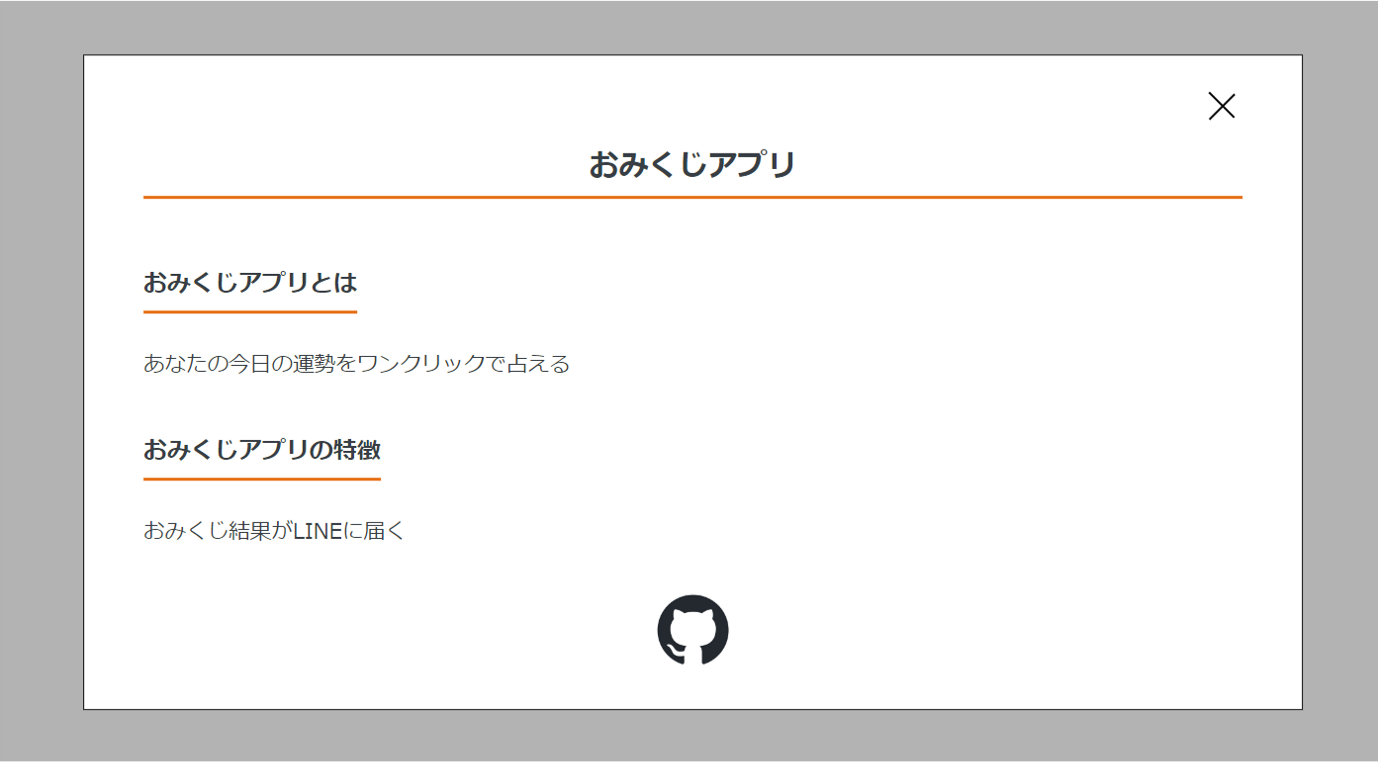 おみくじアプリ
おみくじアプリとは
あなたの今日の運勢をワンクリックで占える
おみくじアプリの特徴
おみくじ結果がLINEに届く